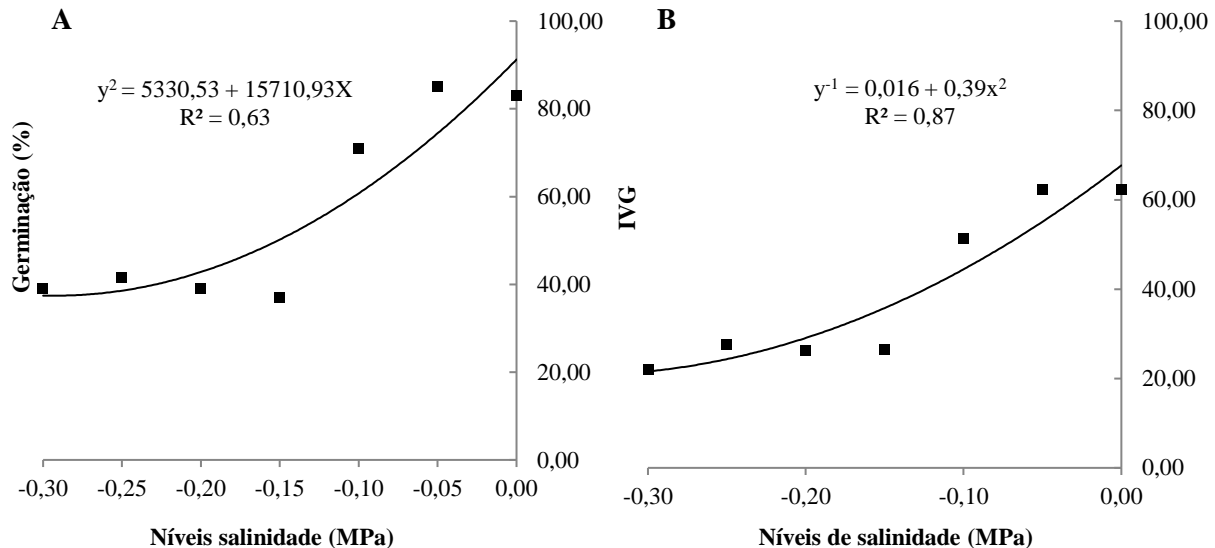 A
y² = 5330,53 + 15710,93X
R² = 0,63
Germinação (%)
100,00
80,00
60,00
40,00
20,00
0,00
-0,30 -0,25 -0,20 -0,15 -0,10 -0,05 0,00
Níveis salinidade (MPa)
B
y⁻¹ = 0,016 + 0,39x²
R² = 0,87
IVG
100,00
80,00
60,00
40,00
20,00
0,00
-0,30 -0,20 -0,10 0,00
Níveis de salinidade (MPa)